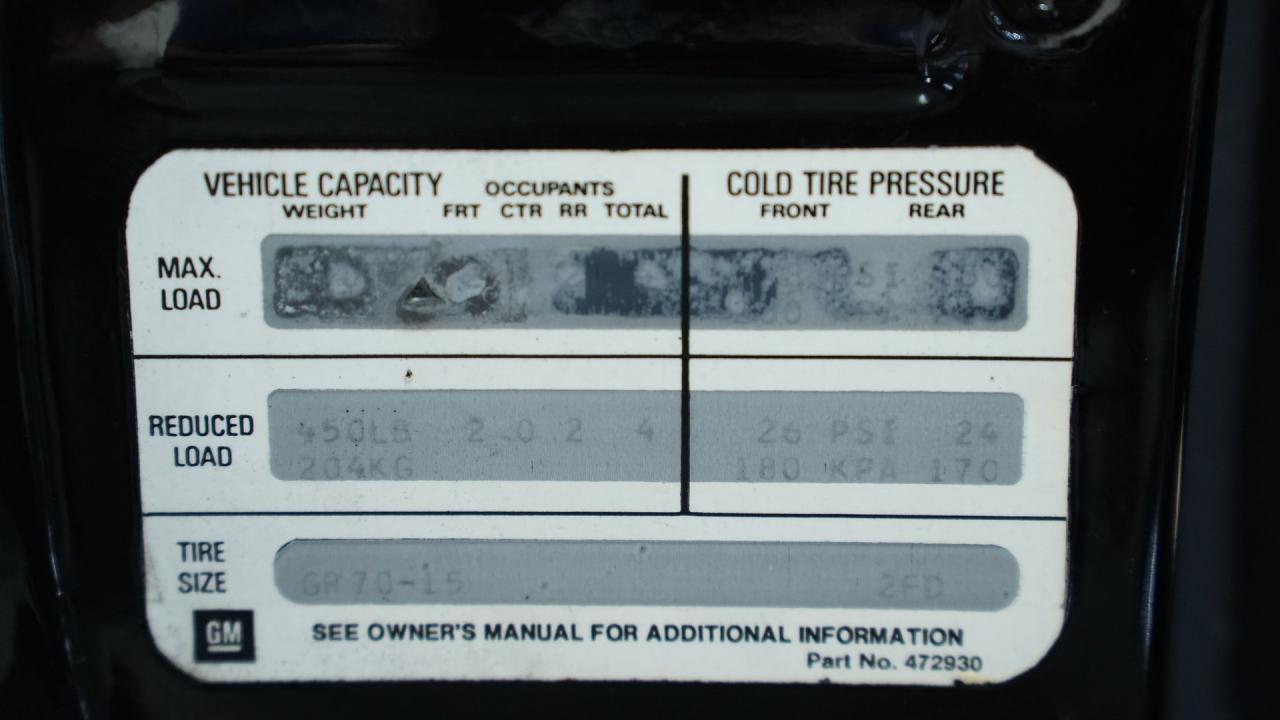 VEHICLE CAPACITY OCCUPANTS COLD TIRE PRESSURE
WEIGHT FRT CTR RR TOTAL FRONT REAR
MAX. LOAD
REDUCED LOAD
450LB 2 0 2 4 26 PSI 24
204KG 180 KPA 170
TIRE SIZE
GR70-15 2FD
GM
SEE OWNER'S MANUAL FOR ADDITIONAL INFORMATION
Part No. 472930